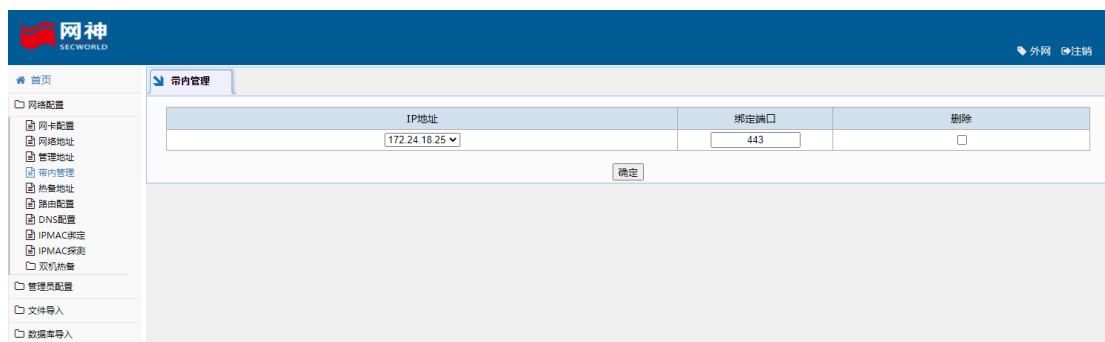 网神
SECWORLD
外网 注销
首页
带内管理
网络配置
网卡配置
网络地址
管理地址
带内管理
热备地址
路由配置
DNS配置
IPMAC绑定
IPMAC探测
双机热备
管理员配置
文件导入
数据库导入
IP地址 绑定端口 删除
172.24.18.25 443
确定